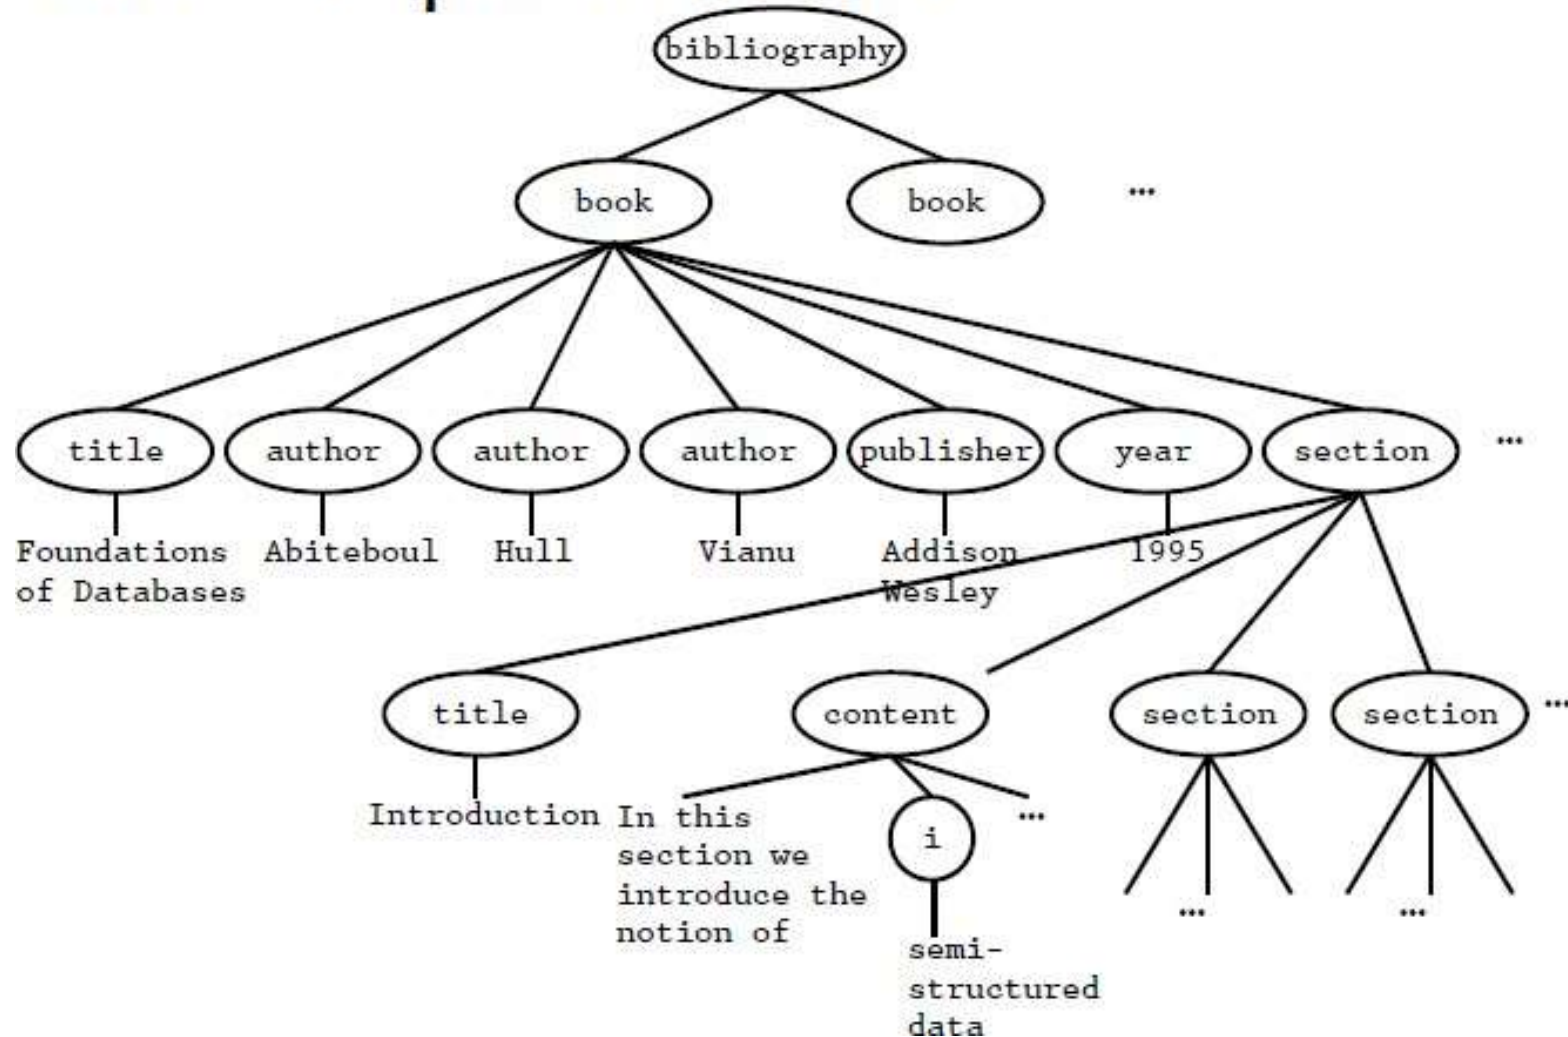 bibliography
book book ...
title author author author publisher year section ...
Foundations Abiteboul Hull Vianu Addison 1995
of Databases Wesley
title content section section ...
Introduction In this i ...
section we
introduce the ... ...
notion of
semi-
structured
data